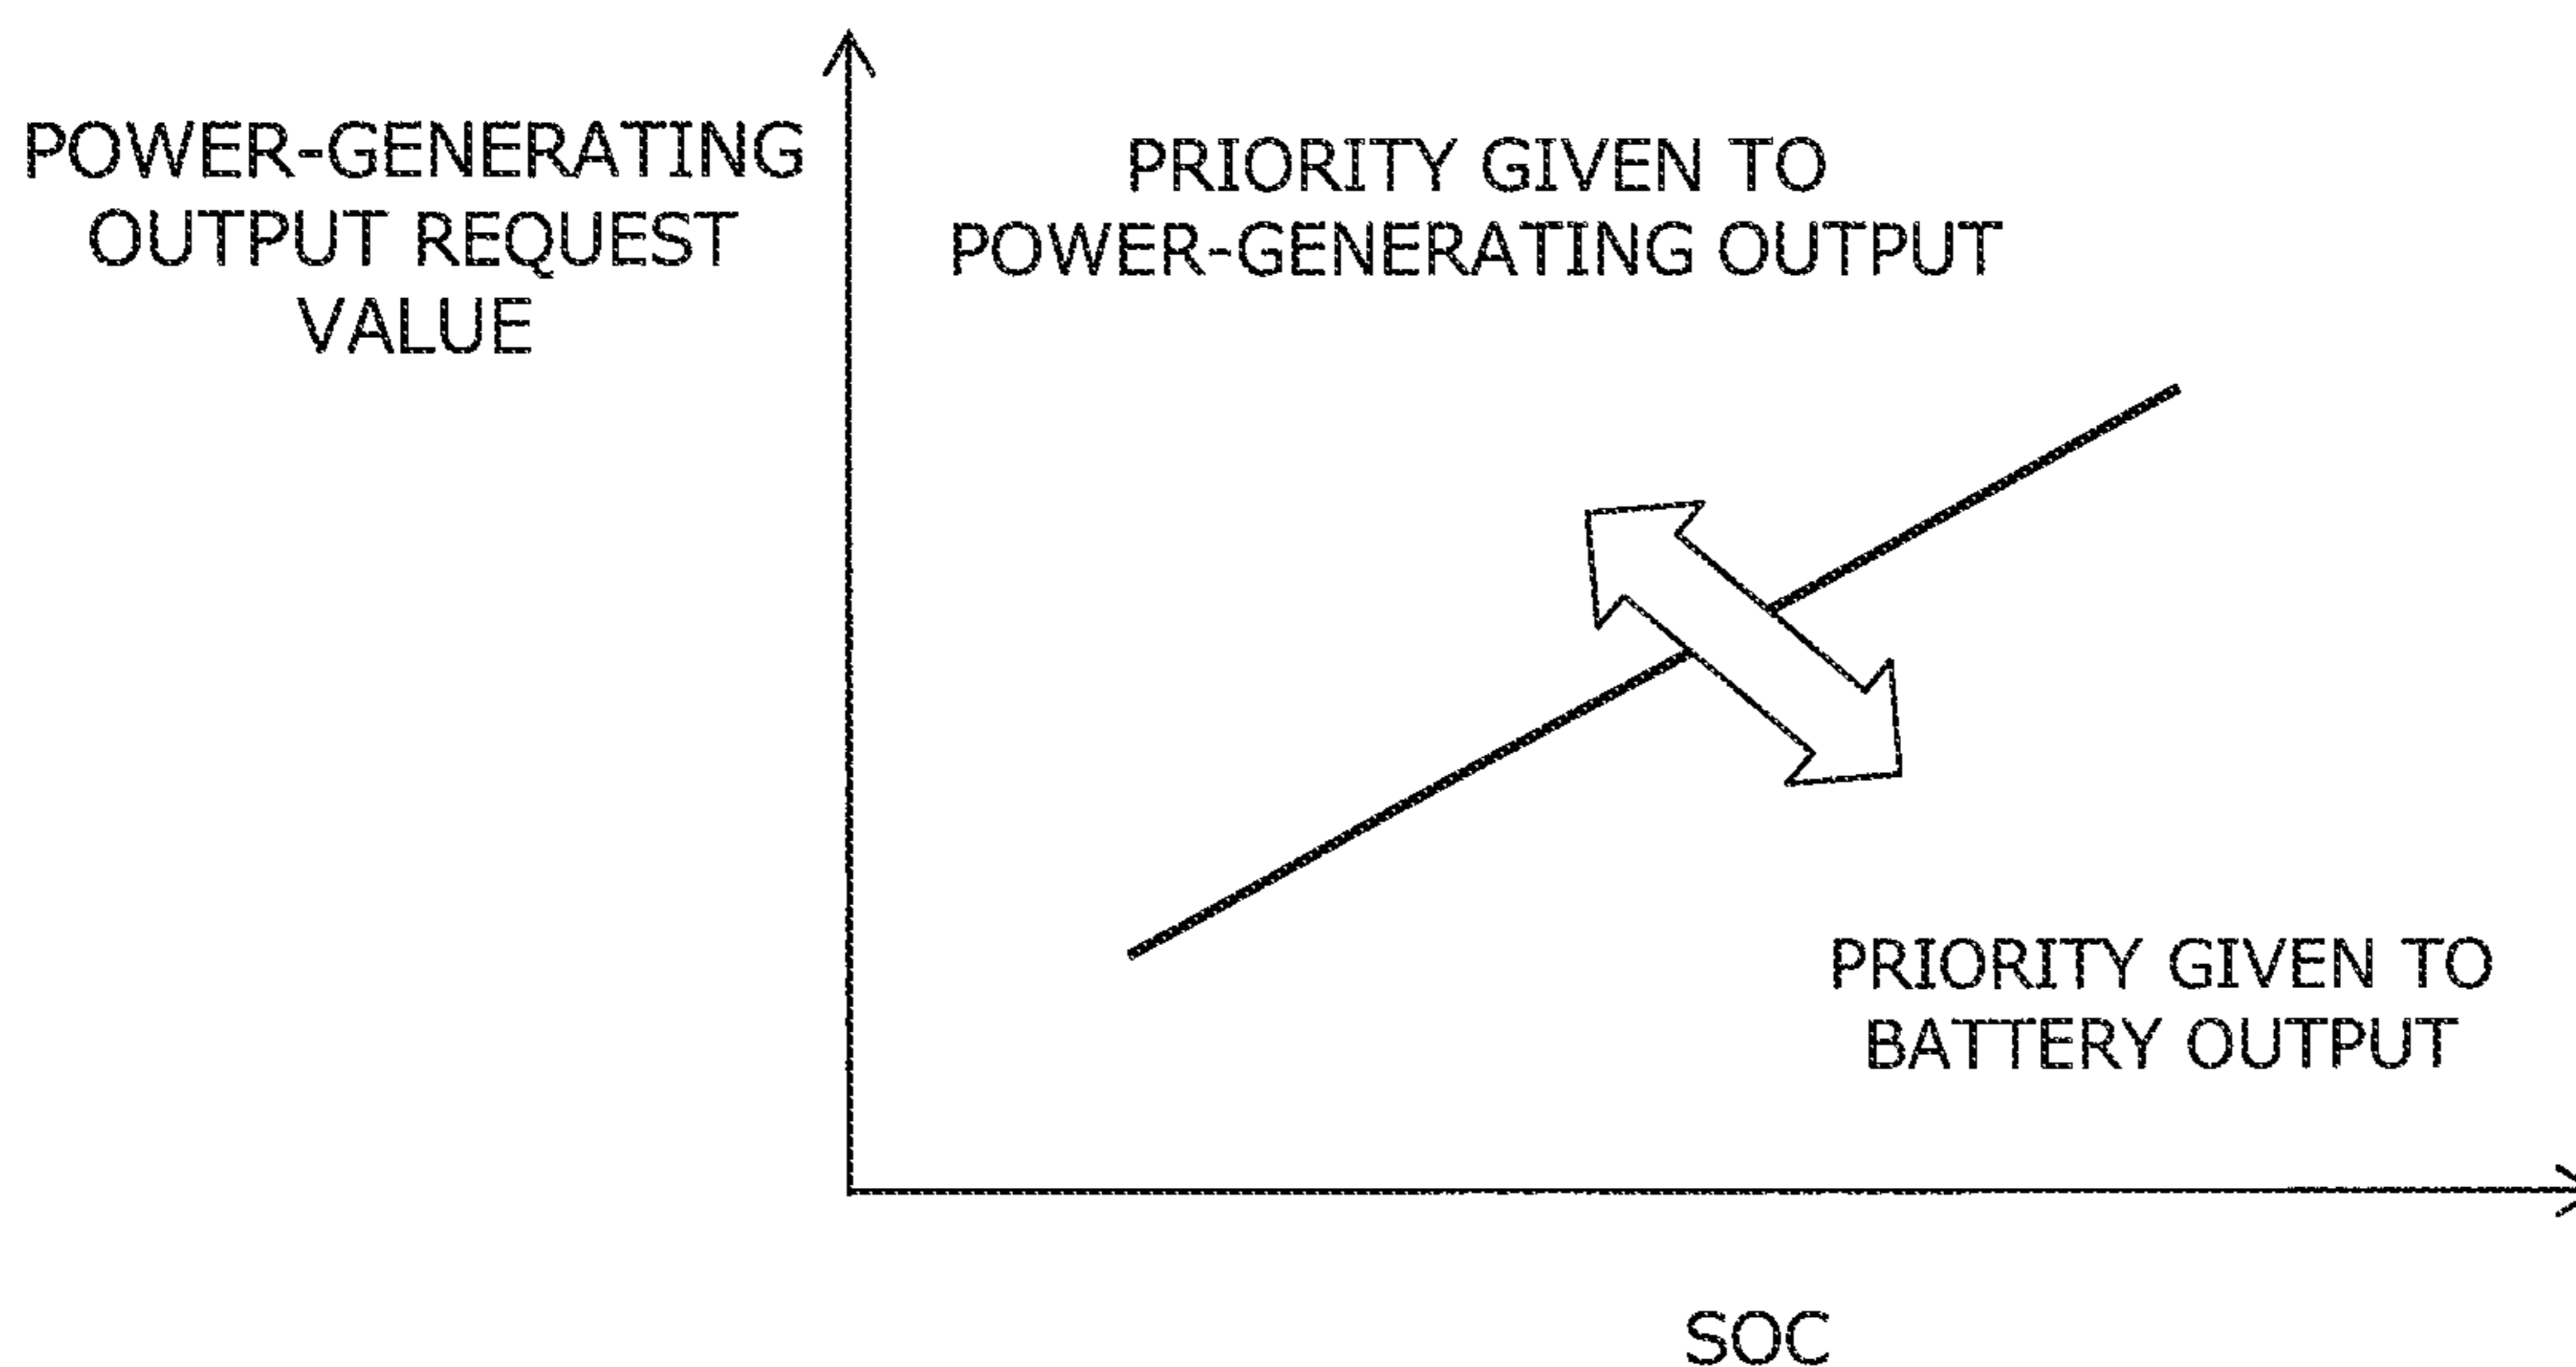 POWER-GENERATING
OUTPUT REQUEST
VALUE
PRIORITY GIVEN TO
POWER-GENERATING OUTPUT
PRIORITY GIVEN TO
BATTERY OUTPUT
SOC